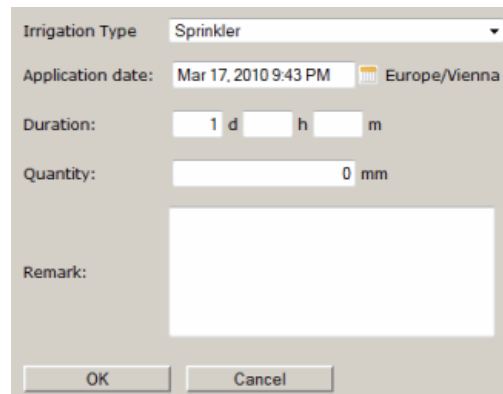 Irrigation Type Sprinkler
Application date: Mar 17, 2010 9:43 PM Europe/Vienna
Duration: 1 d h m
Quantity: 0 mm
Remark:
OK Cancel